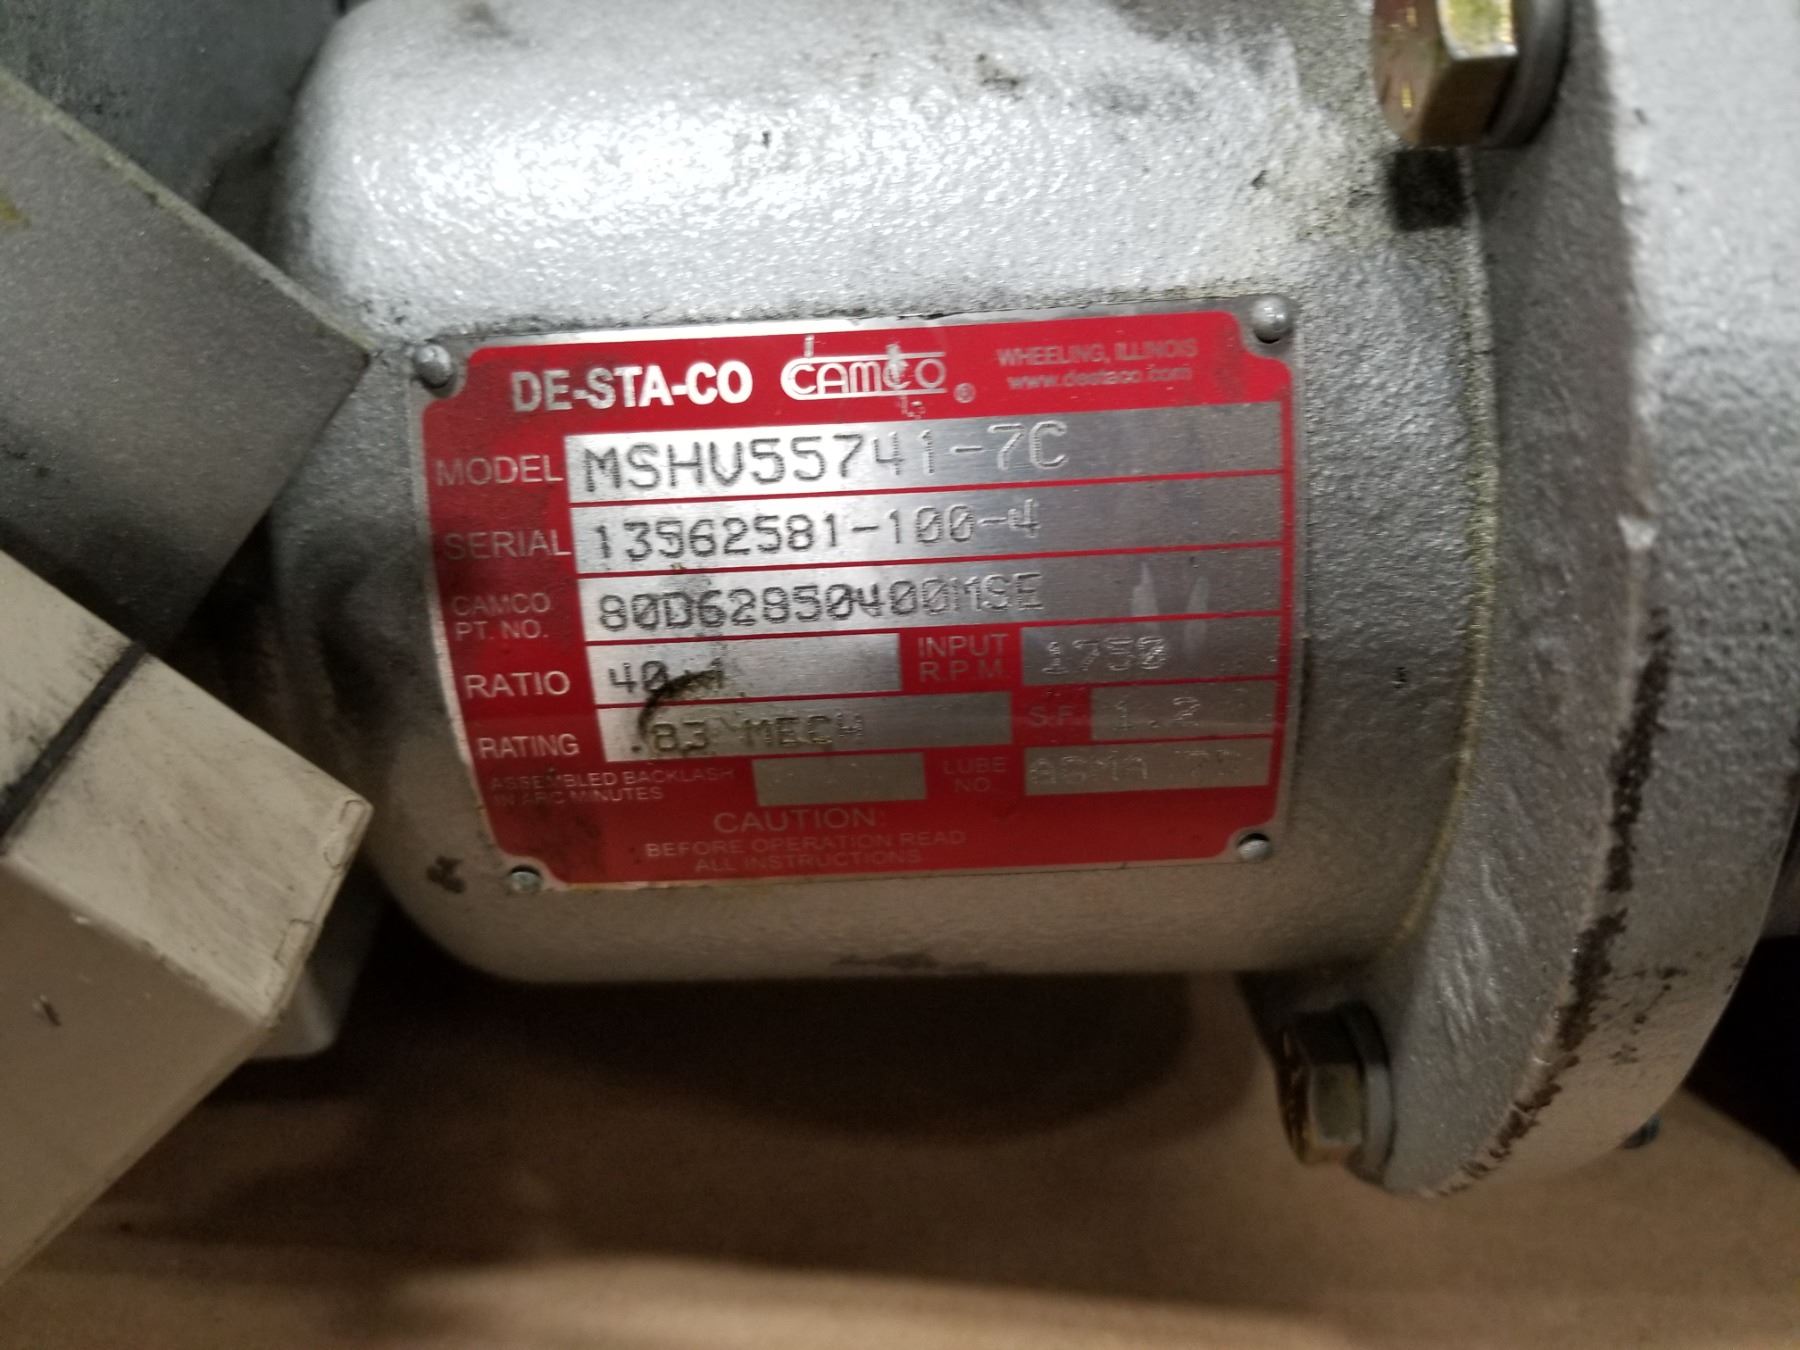 DE-STA-CO CAMCO ® WHEELING, ILLINOIS
www.destaco.com
MODEL MSHV55741-7C
SERIAL 13562581-100-4
CAMCO PT. NO. 80D62850400MSE
RATIO 40:1 INPUT R.P.M. 1750
RATING .83 MECH S.F.
ASSEMBLED BACKLASH IN ARC MINUTES LUBE NO. AGMA
CAUTION:
BEFORE OPERATION READ
ALL INSTRUCTIONS